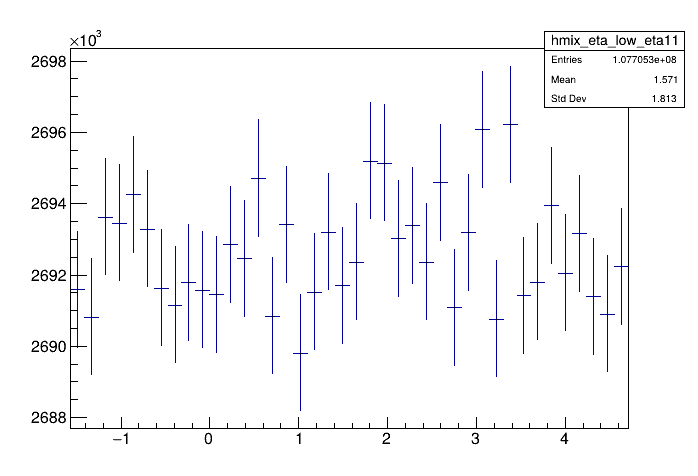 ×10³
hmix_eta_low_eta11
Entries 1.077053e+08
Mean 1.571
Std Dev 1.813
2698
2696
2694
2692
2690
2688
−1 0 1 2 3 4